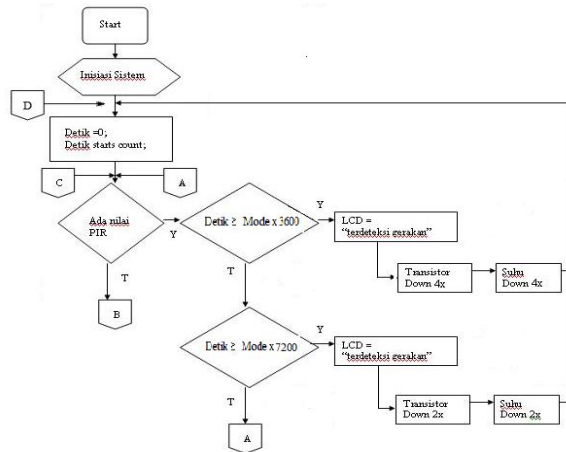 Start
Inisiasi Sistem
D
Detik =0;
Detik starts count;
C
A
Ada nilai
PIR
Y
Detik ≥ Mode x 3600
Y
LCD =
“terdeteksi gerakan”
T
T
Transistor
Down 4x
Suhu
Down 4x
B
Detik ≥ Mode x 7200
Y
LCD =
“terdeteksi gerakan”
T
Transistor
Down 2x
Suhu
Down 2x
A